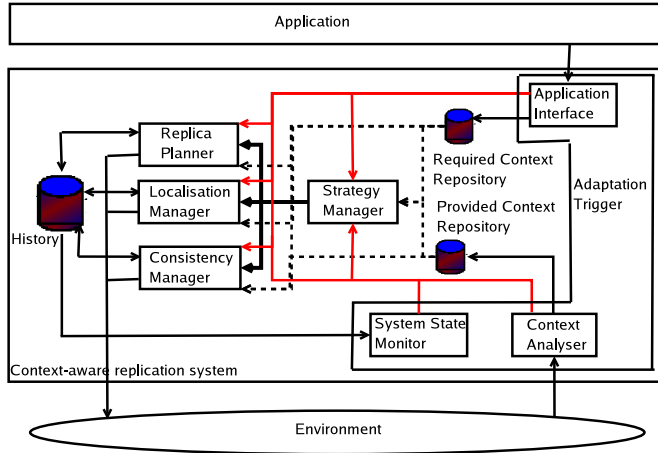 Application
Application
Interface
Replica
Planner
Required Context
Repository
Localisation
Manager
Strategy
Manager
Adaptation
Trigger
Provided Context
Repository
History
Consistency
Manager
System State
Monitor
Context
Analyser
Context-aware replication system
Environment